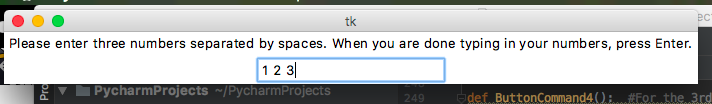 tk
Please enter three numbers separated by spaces. When you are done typing in your numbers, press Enter.
1 2 3
PycharmProjects ~/PycharmProjects
249
def ButtonCommand4(): #For the 3rd